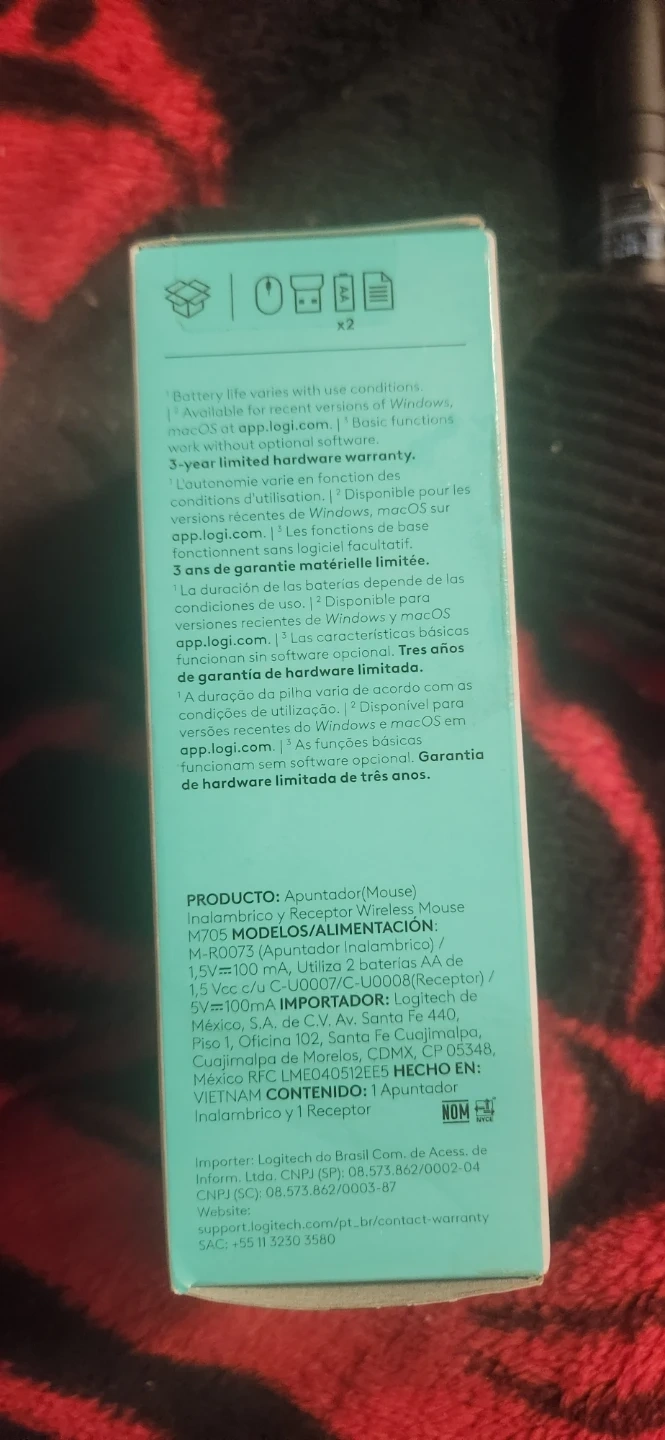 AA
x2
¹ Battery life varies with use conditions.
| ² Available for recent versions of Windows,
macOS at app.logi.com. | ³ Basic functions
work without optional software.
3-year limited hardware warranty.
¹ L'autonomie varie en fonction des
conditions d'utilisation. | ² Disponible pour les
versions récentes de Windows, macOS sur
app.logi.com. | ³ Les fonctions de base
fonctionnent sans logiciel facultatif.
3 ans de garantie matérielle limitée.
¹ La duración de las baterias depende de las
condiciones de uso. | ² Disponible para
versiones recientes de Windows y macOS
app.logi.com. | ³ Las características básicas
funcionan sin software opcional. Tres años
de garantía de hardware limitada.
¹ A duração da pilha varia de acordo com as
condições de utilização. | ² Disponível para
versões recentes do Windows e macOS em
app.logi.com. | ³ As funções básicas
funcionam sem software opcional. Garantia
de hardware limitada de três anos.
PRODUCTO: Apuntador(Mouse)
Inalambrico y Receptor Wireless Mouse
M705 MODELOS/ALIMENTACIÓN:
M-R0073 (Apuntador Inalambrico) /
1,5V⎓100 mA, Utiliza 2 baterias AA de
1,5 Vcc c/u C-U0007/C-U0008(Receptor) /
5V⎓100mA IMPORTADOR: Logitech de
México, S.A. de C.V. Av. Santa Fe 440,
Piso 1, Oficina 102, Santa Fe Cuajimalpa,
Cuajimalpa de Morelos, CDMX, CP 05348,
México RFC LME040512EE5 HECHO EN:
VIETNAM CONTENIDO: 1 Apuntador
Inalambrico y 1 Receptor
NOM NYCE
Importer: Logitech do Brasil Com. de Acess. de
Inform. Ltda. CNPJ (SP): 08.573.862/0002-04
CNPJ (SC): 08.573.862/0003-87
Website:
support.logitech.com/pt_br/contact-warranty
SAC: +55 11 3230 3580